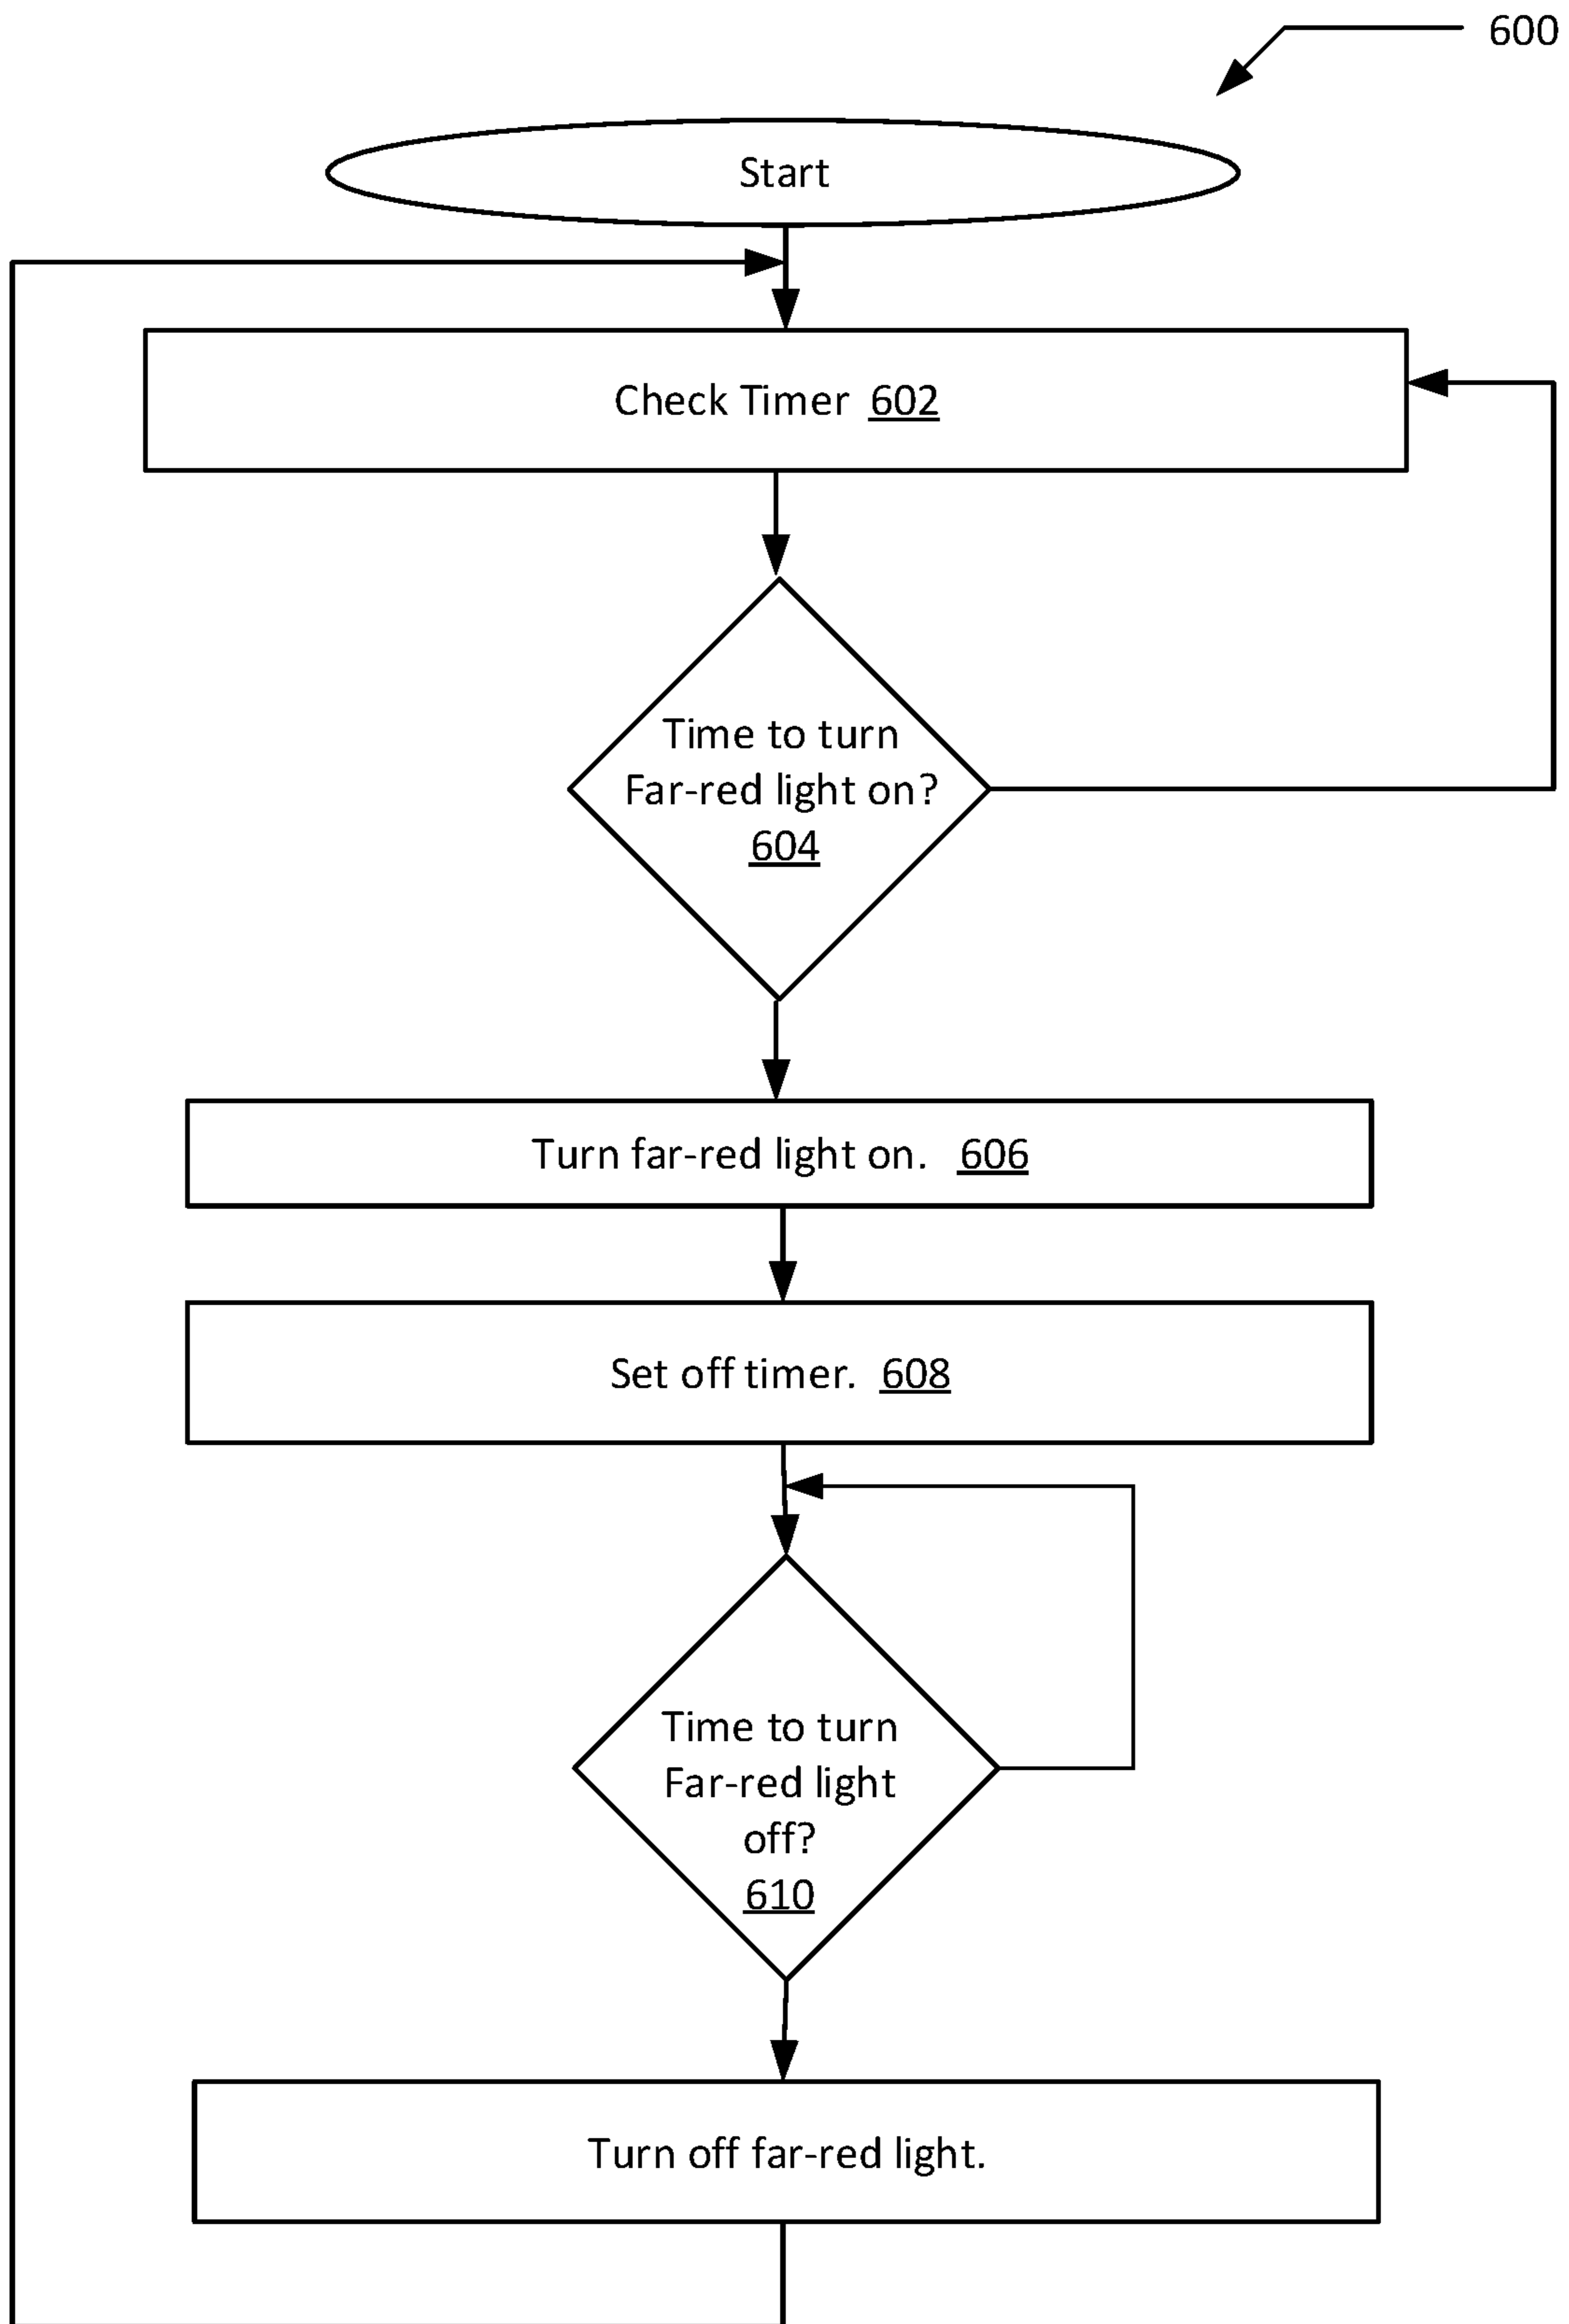 600
Start
Check Timer 602
Time to turn
Far-red light on?
604
Turn far-red light on. 606
Set off timer. 608
Time to turn
Far-red light
off?
610
Turn off far-red light.